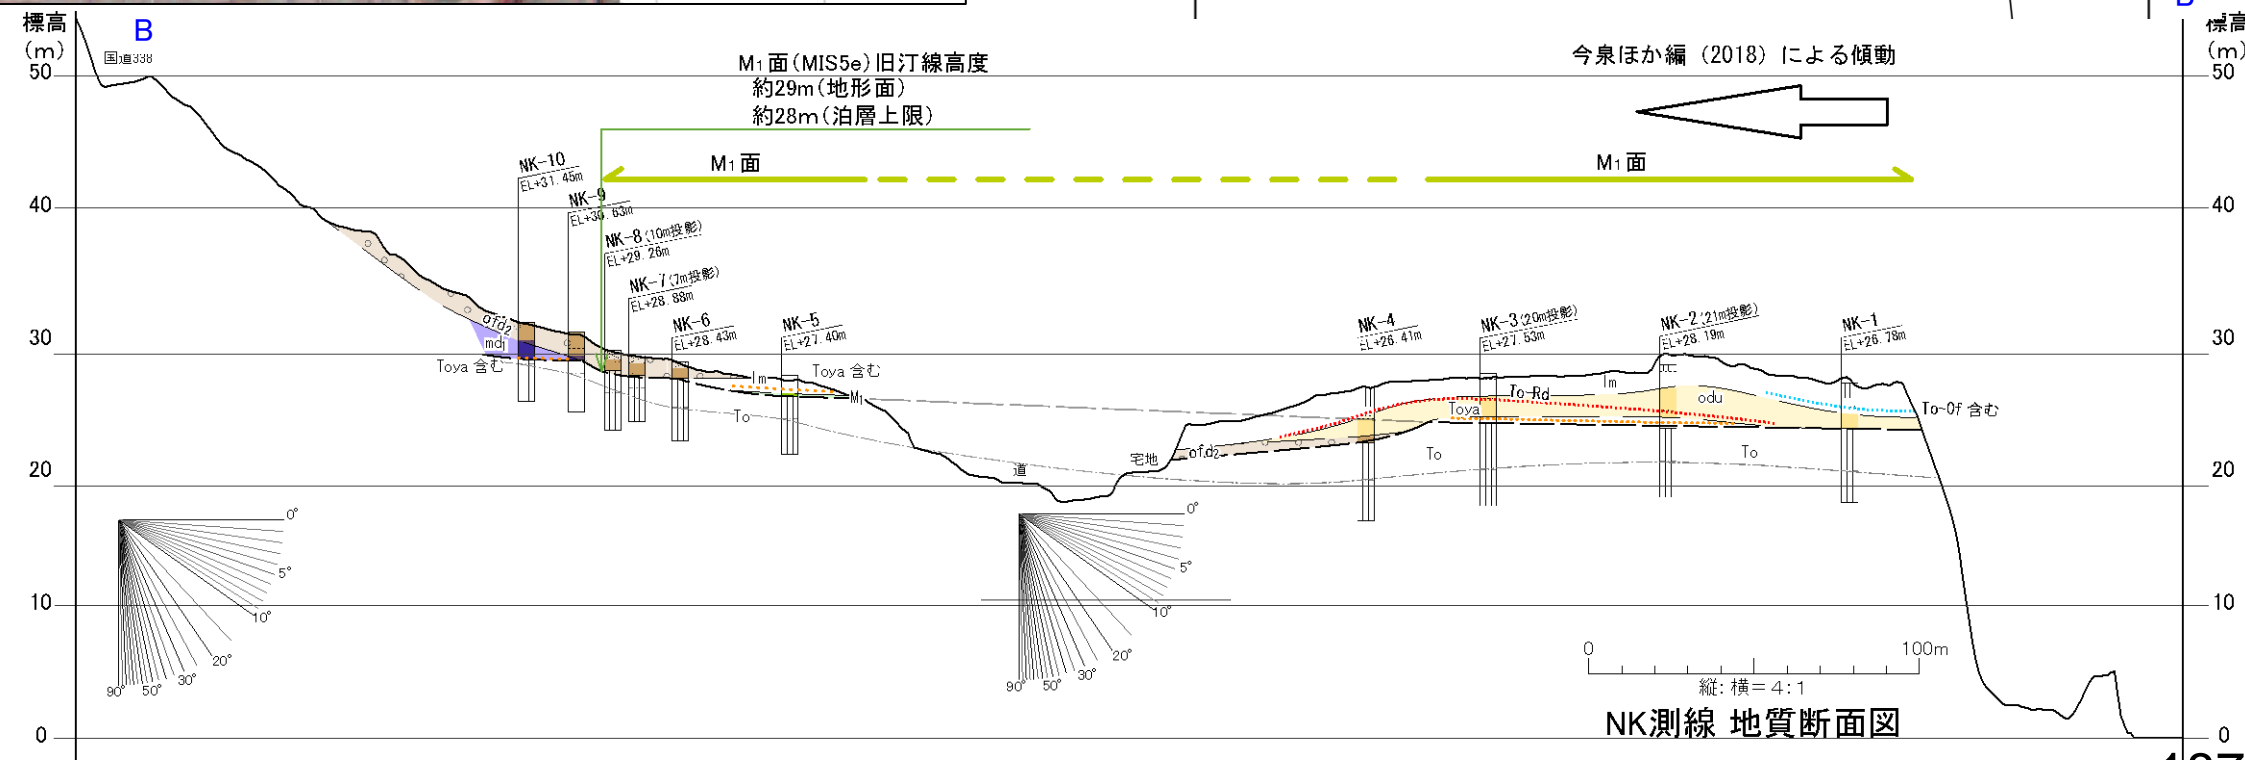 標高
(m)
B
国道338
M₁面(MIS5e)旧汀線高度
約29m(地形面)
約28m(泊層上限)
今泉ほか編（2018）による傾動
標高
(m)
50
50
M₁面
M₁面
NK-10
EL+31.45m
NK-9
EL+30.63m
40
40
NK-8(10m投影)
EL+29.26m
NK-7(7m投影)
EL+28.88m
NK-6
EL+28.43m
NK-5
EL+27.40m
NK-4
EL+26.41m
NK-3(20m投影)
EL+27.53m
NK-2(21m投影)
EL+28.19m
NK-1
EL+26.78m
30
30
ofd₂
md₁
Toya 含む
lm
Toya 含む
M₁
To
To-Rd
lm
Toya
odu
To-Of 含む
宅地
ofd₂
To
To
道
20
20
0°
5°
10°
20°
30°
50°
90°
0°
5°
10°
20°
30°
50°
90°
10
10
0
100m
縦:横=4:1
NK測線 地質断面図
0
0